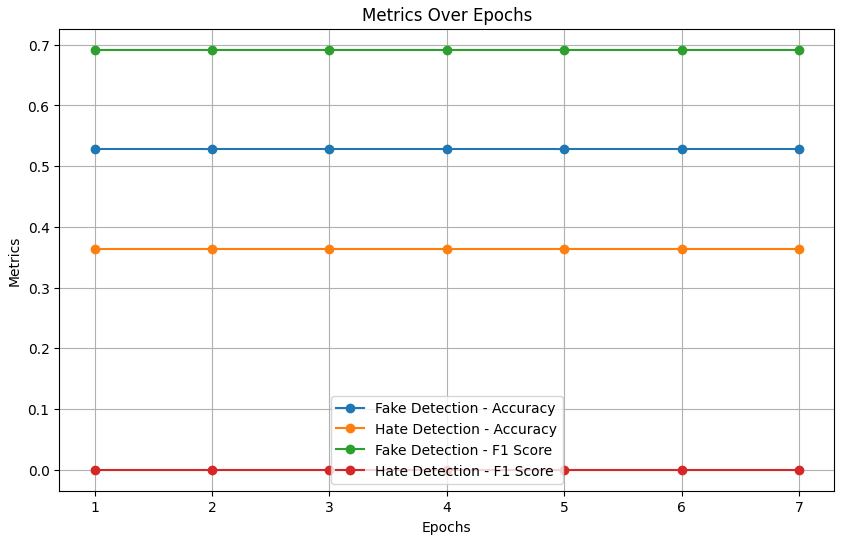 Metrics Over Epochs
Metrics
0.7
0.6
0.5
0.4
0.3
0.2
0.1
0.0
Fake Detection - Accuracy
Hate Detection - Accuracy
Fake Detection - F1 Score
Hate Detection - F1 Score
1 2 3 4 5 6 7
Epochs